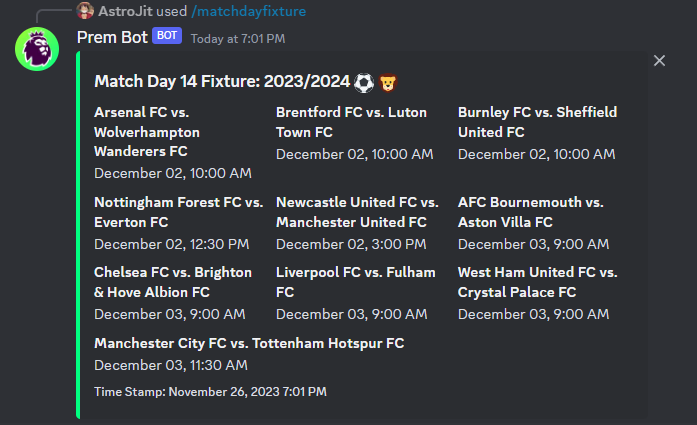 AstroJit used /matchdayfixture
Prem Bot BOT Today at 7:01 PM
Match Day 14 Fixture: 2023/2024 ⚽ 🦁
Arsenal FC vs.
Wolverhampton
Wanderers FC
December 02, 10:00 AM
Brentford FC vs. Luton
Town FC
December 02, 10:00 AM
Burnley FC vs. Sheffield
United FC
December 02, 10:00 AM
Nottingham Forest FC vs.
Everton FC
December 02, 12:30 PM
Newcastle United FC vs.
Manchester United FC
December 02, 3:00 PM
AFC Bournemouth vs.
Aston Villa FC
December 03, 9:00 AM
Chelsea FC vs. Brighton
& Hove Albion FC
December 03, 9:00 AM
Liverpool FC vs. Fulham
FC
December 03, 9:00 AM
West Ham United FC vs.
Crystal Palace FC
December 03, 9:00 AM
Manchester City FC vs. Tottenham Hotspur FC
December 03, 11:30 AM
Time Stamp: November 26, 2023 7:01 PM